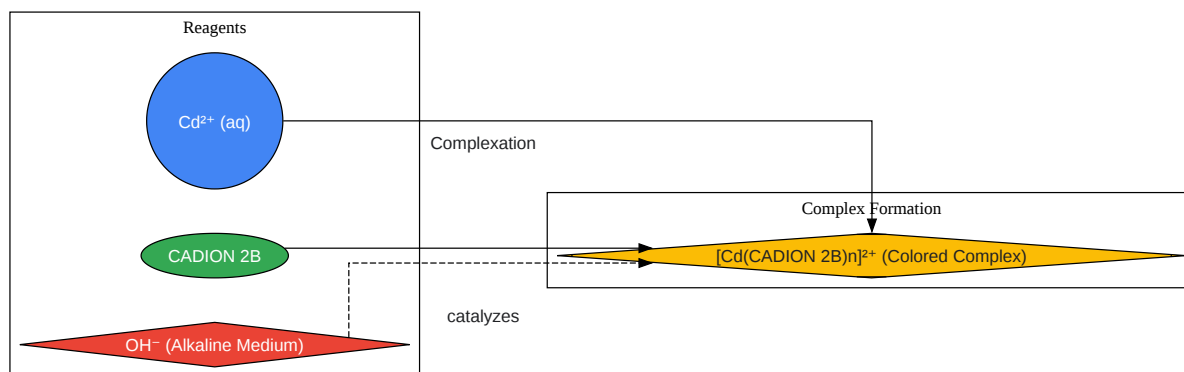 Reagents
Cd²⁺ (aq)
Complexation
Complex Formation
CADION 2B
[Cd(CADION 2B)n]²⁺ (Colored Complex)
catalyzes
OH⁻ (Alkaline Medium)